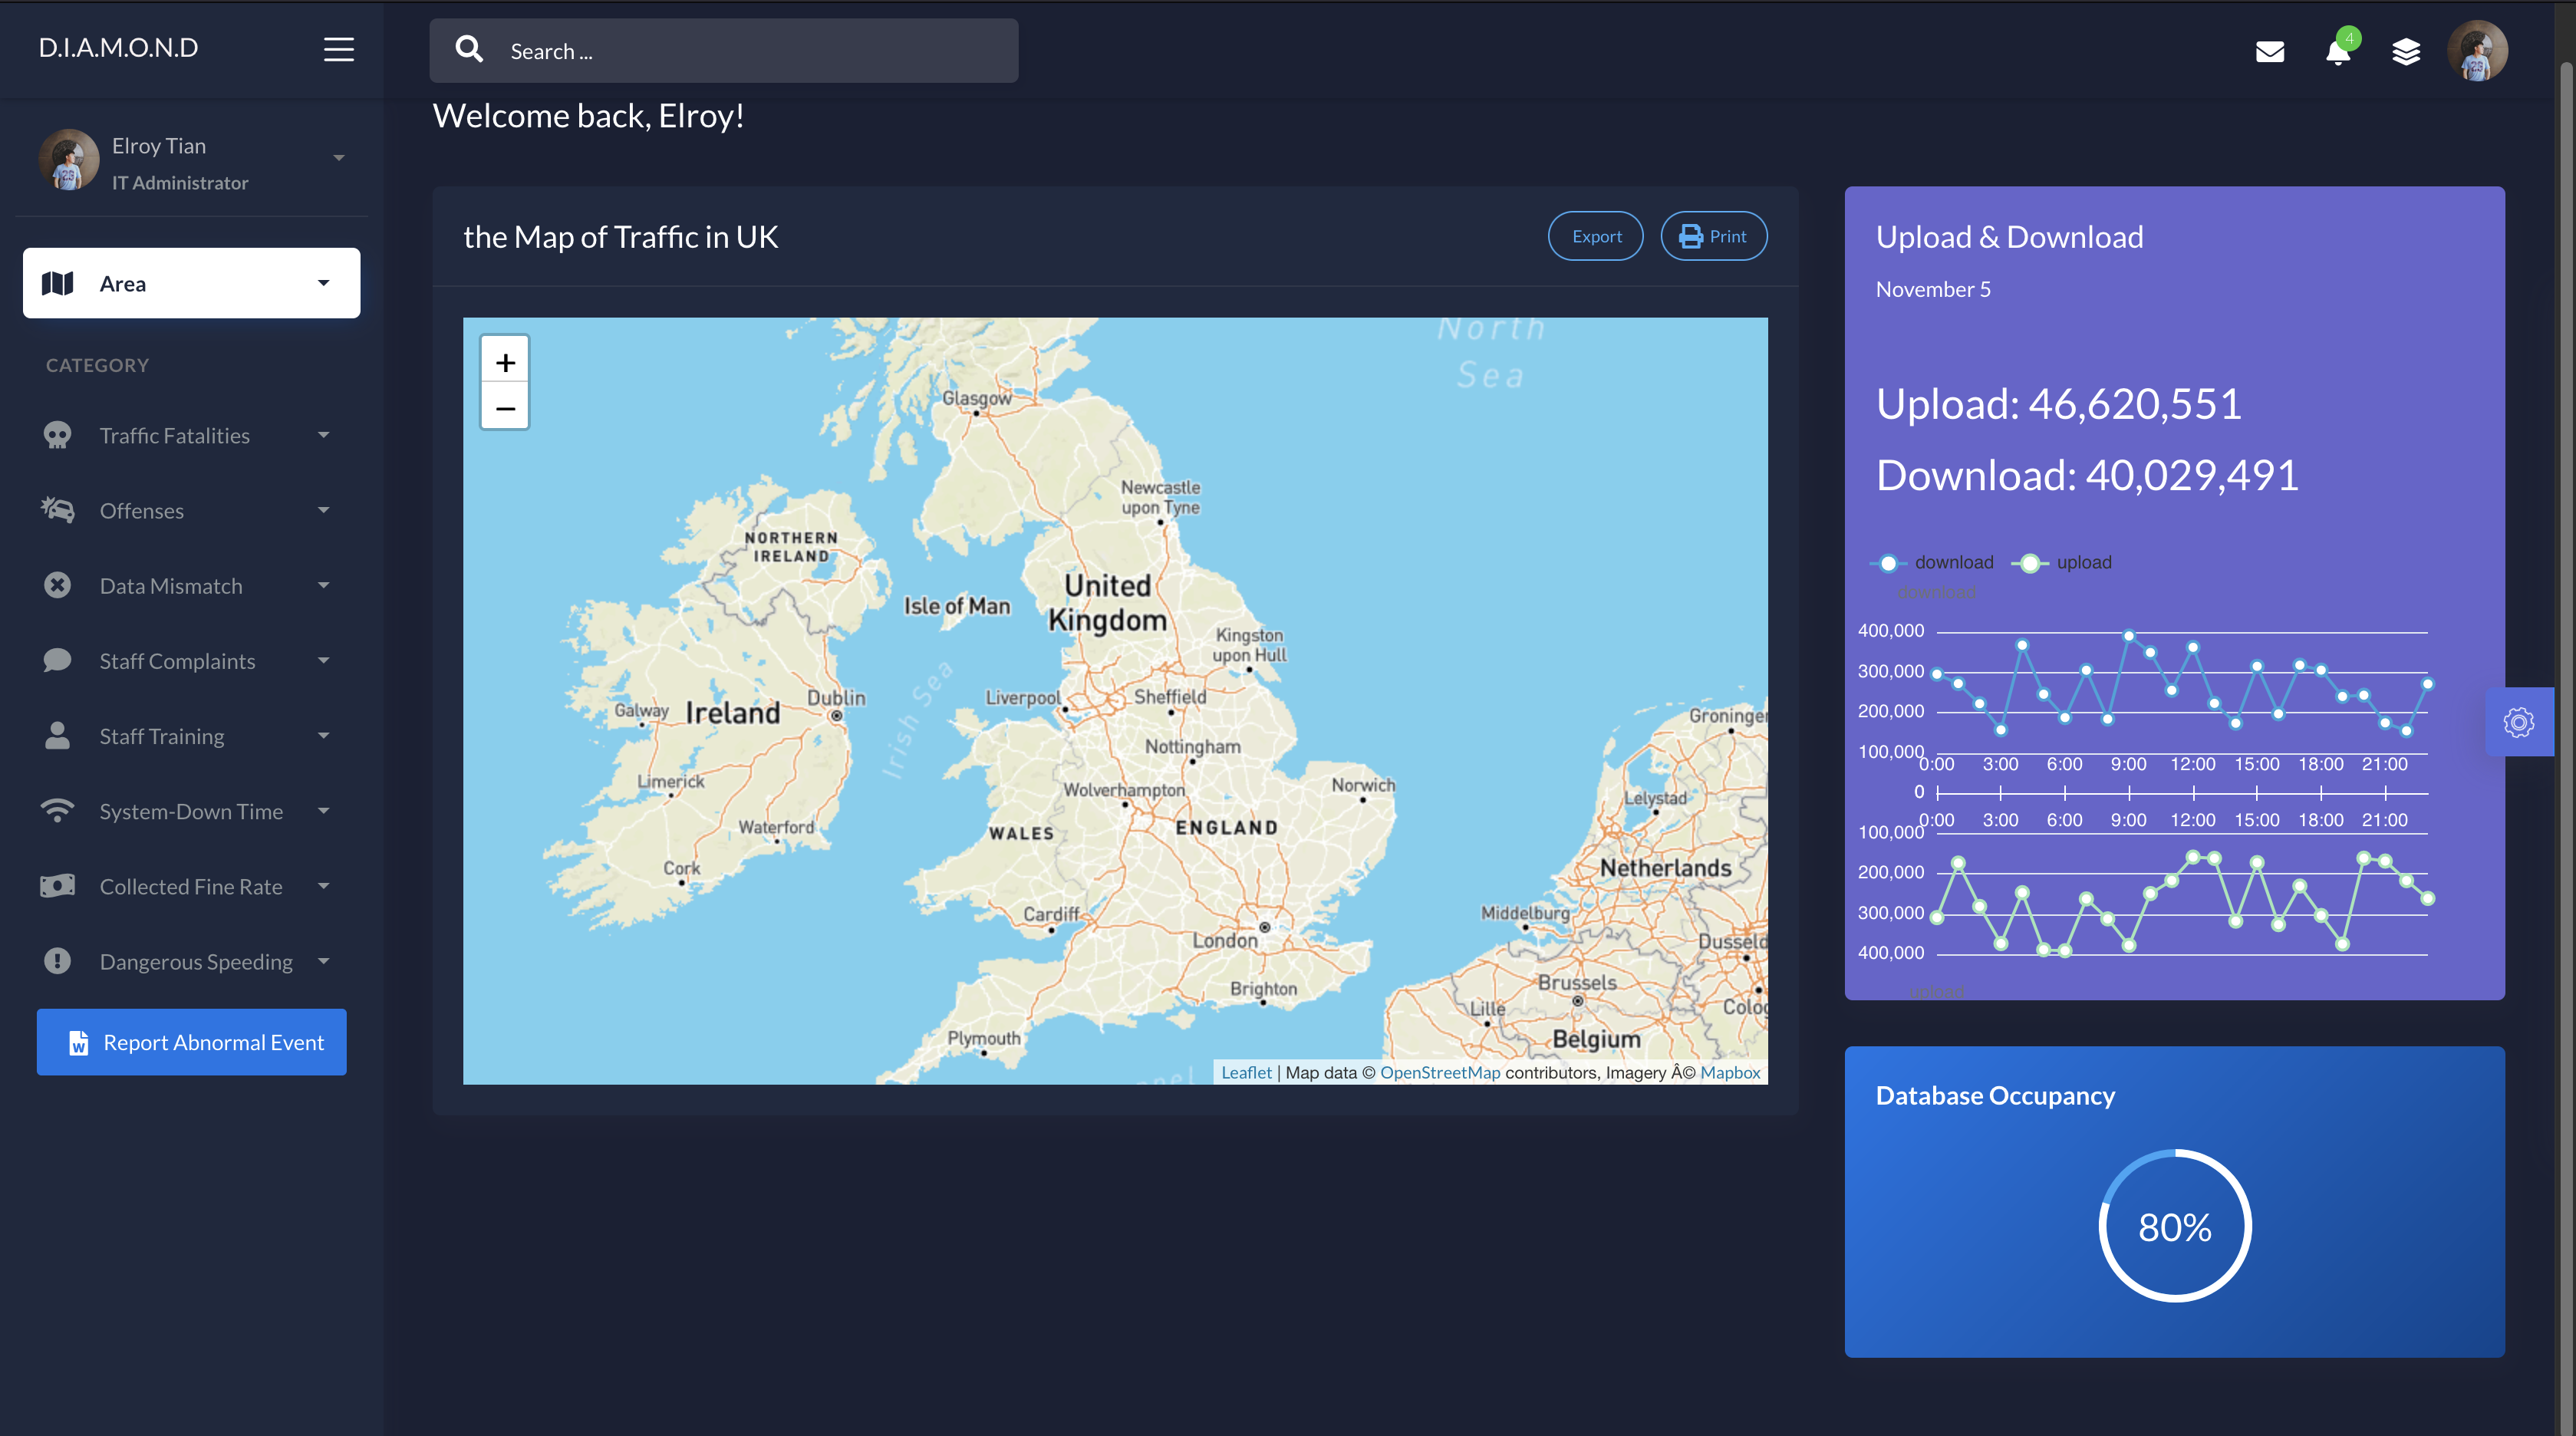 D.I.A.M.O.N.D
Search ...
4
Welcome back, Elroy!
Elroy Tian
IT Administrator
Area
CATEGORY
Traffic Fatalities
Offenses
Data Mismatch
Staff Complaints
Staff Training
System-Down Time
Collected Fine Rate
Dangerous Speeding
Report Abnormal Event
the Map of Traffic in UK
Export
Print
+
−
North
Sea
Glasgow
Newcastle
upon Tyne
NORTHERN
IRELAND
United
Kingdom
Isle of Man
Kingston
upon Hull
Irish Sea
Liverpool
Sheffield
Dublin
Galway
Ireland
Groninger
Nottingham
Limerick
Wolverhampton
Norwich
Lelystad
Waterford
WALES
ENGLAND
Cork
Netherlands
Cardiff
Middelburg
London
Dusseld
Brighton
Brussels
Lille
Colog
Plymouth
Belgium
nel
Leaflet | Map data © OpenStreetMap contributors, Imagery Â© Mapbox
Upload & Download
November 5
Upload: 46,620,551
Download: 40,029,491
download upload
download
400,000
300,000
200,000
100,000
0:00 3:00 6:00 9:00 12:00 15:00 18:00 21:00
0
0:00 3:00 6:00 9:00 12:00 15:00 18:00 21:00
100,000
200,000
300,000
400,000
upload
Database Occupancy
80%